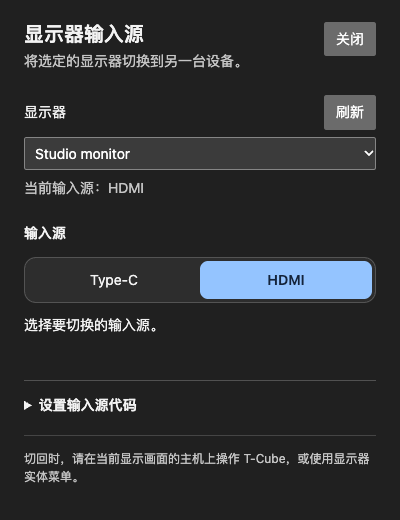 显示器输入源
关闭
将选定的显示器切换到另一台设备。
显示器
刷新
Studio monitor
当前输入源：HDMI
输入源
Type-C
HDMI
选择要切换的输入源。
设置输入源代码
切回时，请在当前显示画面的主机上操作 T-Cube，或使用显示器
实体菜单。